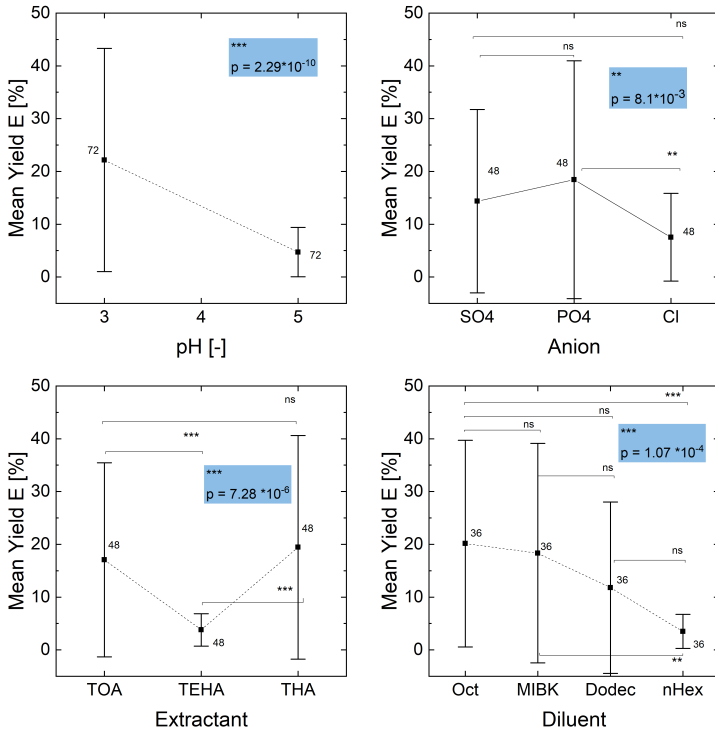 Mean Yield E [%]
50
40
30
20
10
0
***
p = 2.29*10-10
72
72
3
4
5
pH [-]
Mean Yield E [%]
50
40
30
20
10
0
ns
ns
**
p = 8.1*10-3
**
48
48
48
SO4
PO4
Cl
Anion
Mean Yield E [%]
50
40
30
20
10
0
ns
***
***
p = 7.28 *10-6
***
48
48
48
TOA
TEHA
THA
Extractant
Mean Yield E [%]
50
40
30
20
10
0
***
ns
ns
***
p = 1.07 *10-4
ns
ns
**
36
36
36
36
Oct
MIBK
Dodec
nHex
Diluent